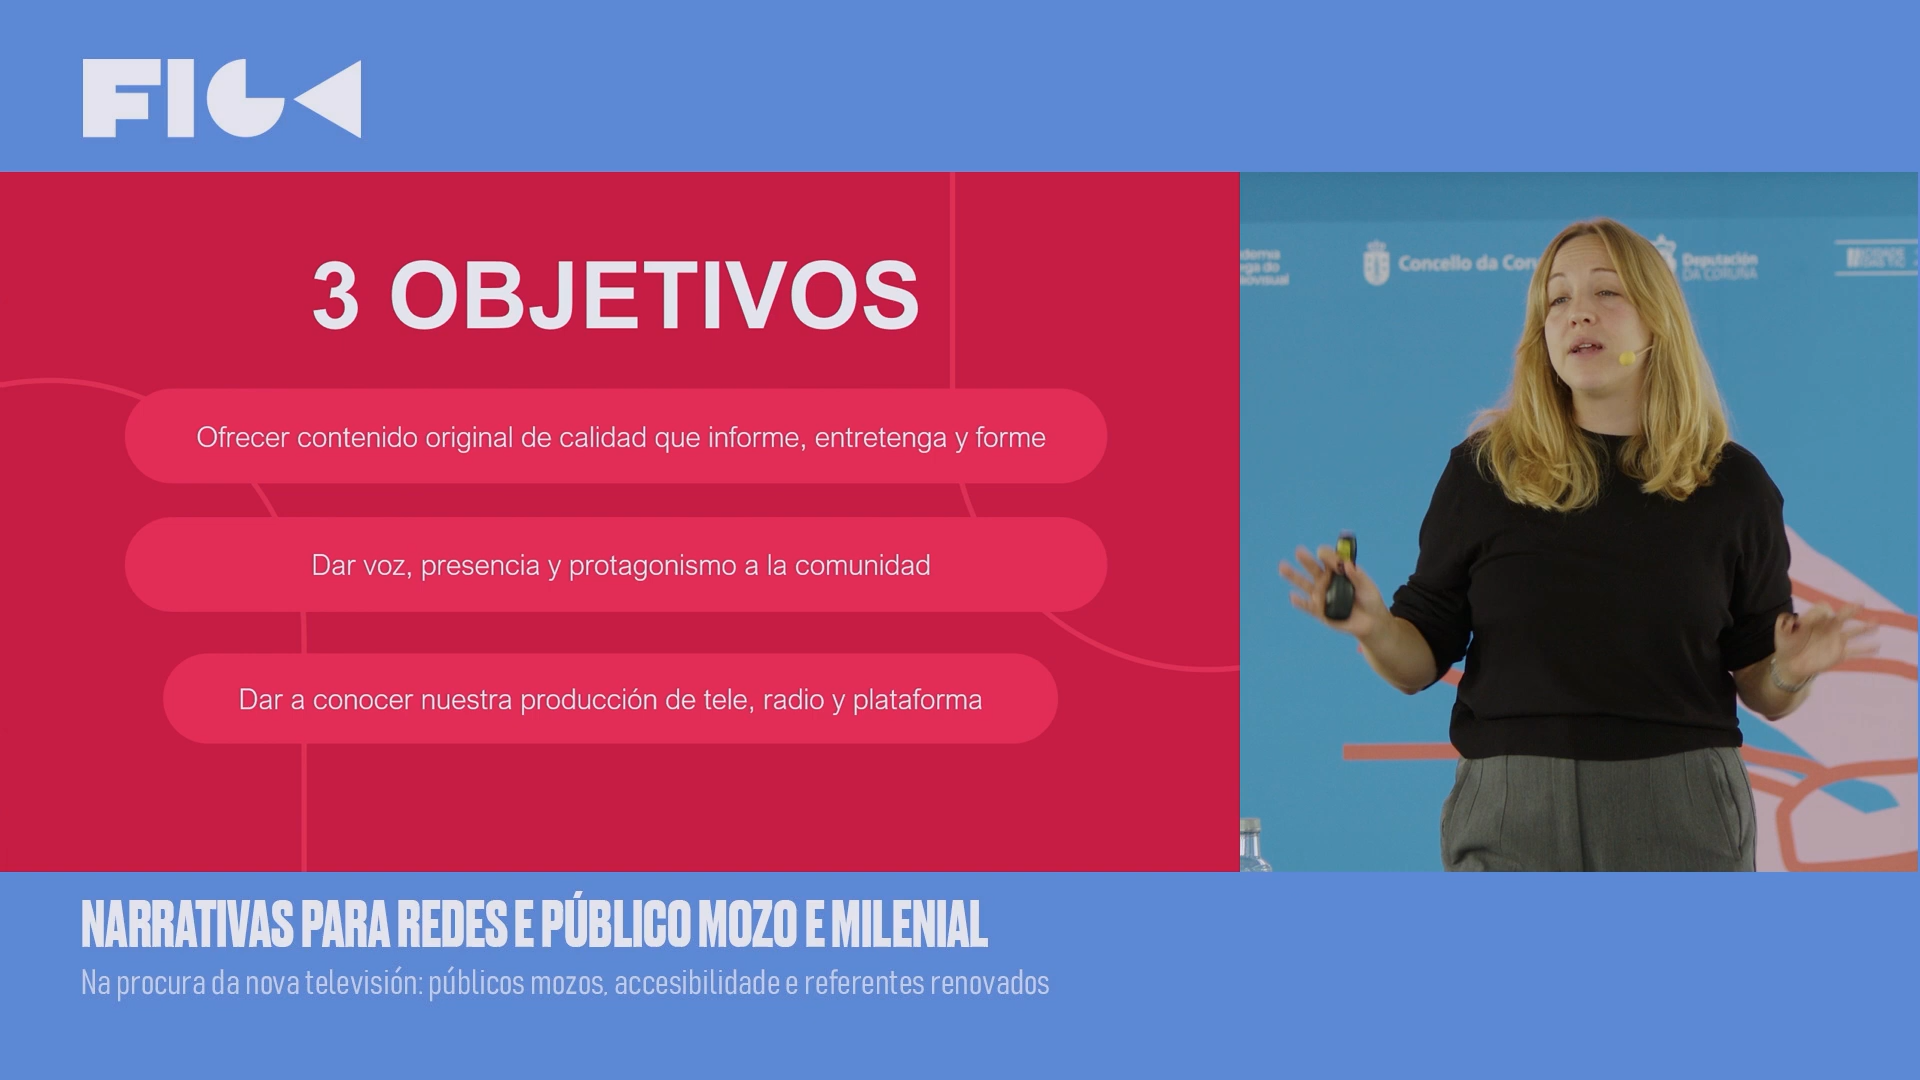 FIGA
3 OBJETIVOS
Ofrecer contenido original de calidad que informe, entretenga y forme
Dar voz, presencia y protagonismo a la comunidad
Dar a conocer nuestra producción de tele, radio y plataforma
Concello da
Deputación
DA CORUÑA
NARRATIVAS PARA REDES E PÚBLICO MOZO E MILENIAL
Na procura da nova televisión: públicos mozos, accesibilidade e referentes renovados